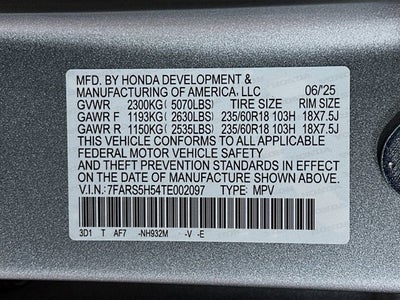 MFD. BY HONDA DEVELOPMENT &
MANUFACTURING OF AMERICA, LLC 06/'25
GVWR 2300KG (5070LBS) TIRE SIZE RIM SIZE
GAWR F 1193KG (2630LBS) 235/60R18 103H 18X7.5J
GAWR R 1150KG (2535LBS) 235/60R18 103H 18X7.5J
THIS VEHICLE CONFORMS TO ALL APPLICABLE
FEDERAL MOTOR VEHICLE SAFETY
AND THEFT PREVENTION STANDARDS IN EFFECT
ON THE DATE OF MANUFACTURE SHOWN ABOVE.
V.I.N.: 7FARS5H54TE002097 TYPE: MPV
3D1 T AF7 -NH932M -V -E